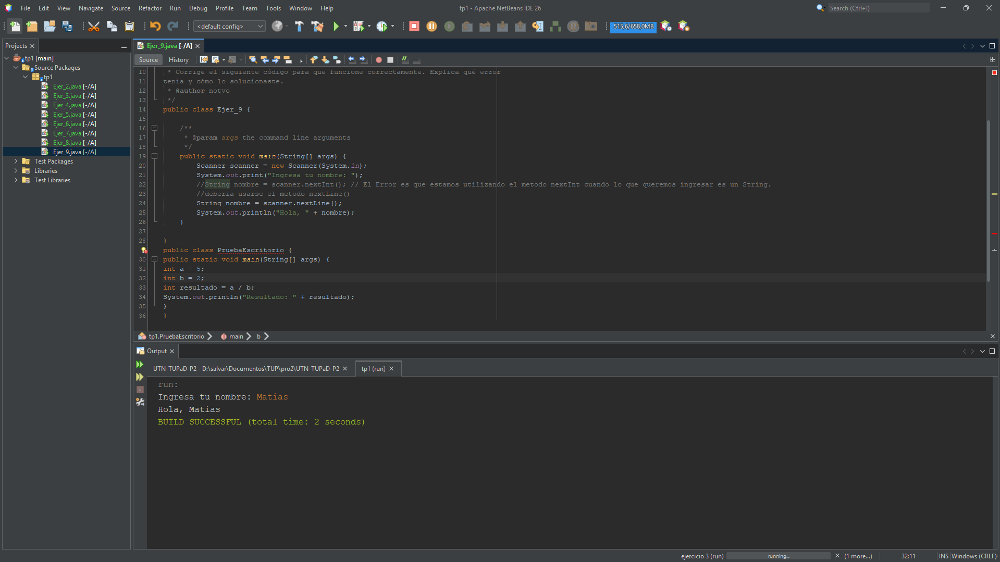 File Edit View Navigate Source Refactor Run Debug Profile Team Tools Window Help
tp1 - Apache NetBeans IDE 26
Search (Ctrl+I)
<default config>
515,6/658,0MB
Projects
tp1 [main]
Source Packages
tp1
Ejer_2.java [-/A]
Ejer_3.java [-/A]
Ejer_4.java [-/A]
Ejer_5.java [-/A]
Ejer_6.java [-/A]
Ejer_7.java [-/A]
Ejer_8.java [-/A]
Ejer_9.java [-/A]
Test Packages
Libraries
Test Libraries
Ejer_9.java [-/A]
Source History
10 * Corrige el siguiente código para que funcione correctamente. Explica qué error
11 tenía y cómo lo solucionaste.
12 * @author notvo
13 */
14 public class Ejer_9 {
15
16 /**
17 * @param args the command line arguments
18 */
19 public static void main(String[] args) {
20 Scanner scanner = new Scanner(System.in);
21 System.out.print("Ingresa tu nombre: ");
22 //String nombre = scanner.nextInt(); // El Error es que estamos utilizando el metodo nextInt cuando lo que queremos ingresar es un String.
23 //deberia usarse el metodo nextLine()
24 String nombre = scanner.nextLine();
25 System.out.println("Hola, " + nombre);
26 }
27
28 }
public class PruebaEscritorio {
30 public static void main(String[] args) {
31 int a = 5;
32 int b = 2;
33 int resultado = a / b;
34 System.out.println("Resultado: " + resultado);
35 }
36 }
tp1.PruebaEscritorio main b
Output
UTN-TUPaD-P2 - D:\salvar\Documentos\TUP\pro2\UTN-TUPaD-P2 tp1 (run)
run:
Ingresa tu nombre: Matias
Hola, Matias
BUILD SUCCESSFUL (total time: 2 seconds)
ejercicio 3 (run) running... (1 more...) 32:11 INS Windows (CRLF)